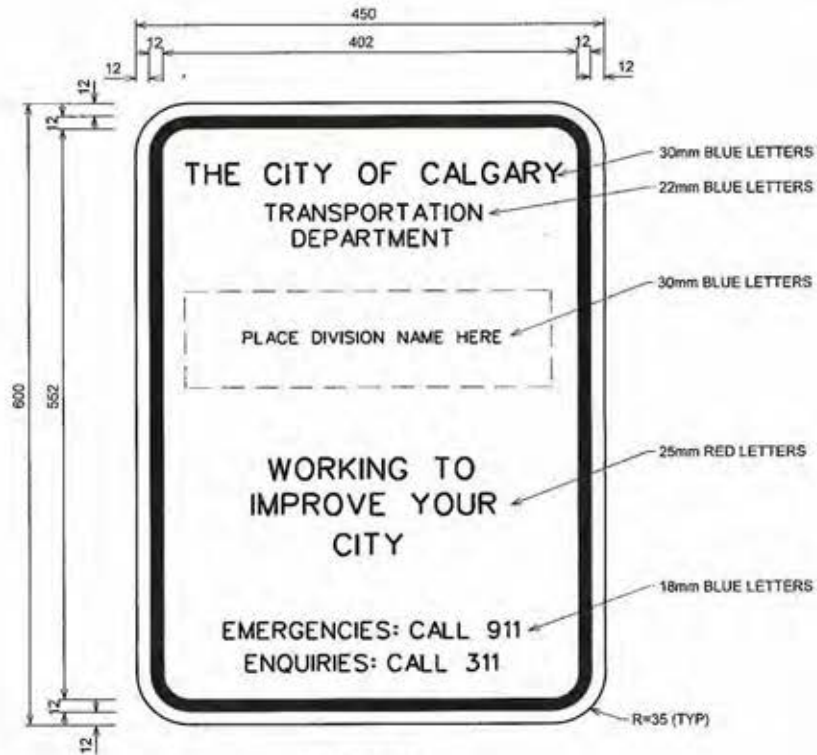 450
12 402 12
12 12
12
12
THE CITY OF CALGARY
30mm BLUE LETTERS
TRANSPORTATION
22mm BLUE LETTERS
DEPARTMENT
PLACE DIVISION NAME HERE
30mm BLUE LETTERS
600
552
WORKING TO
25mm RED LETTERS
IMPROVE YOUR
CITY
EMERGENCIES: CALL 911
18mm BLUE LETTERS
ENQUIRIES: CALL 311
12
R=35 (TYP)
12